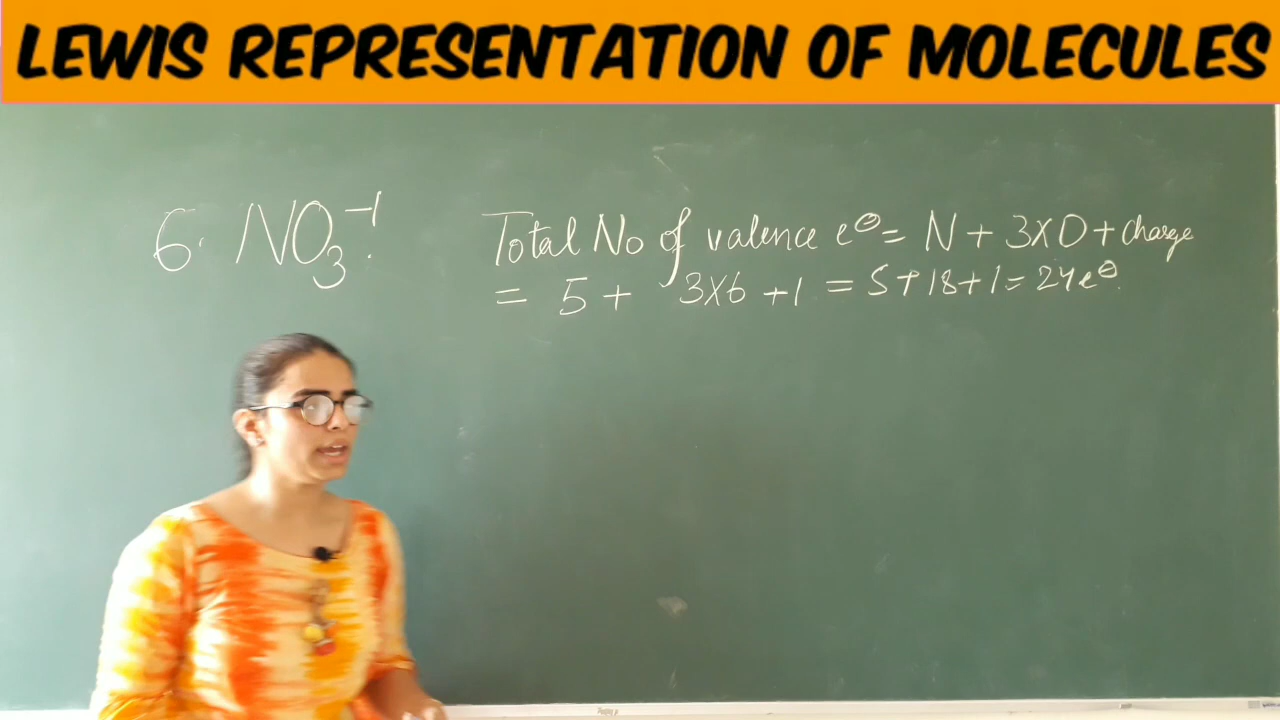 LEWIS REPRESENTATION OF MOLECULES
6. NO₃⁻¹:
Total No of valence e⊖ = N + 3×O + charge
= 5 + 3×6 + 1 = 5 + 18 + 1 = 24e⊖.